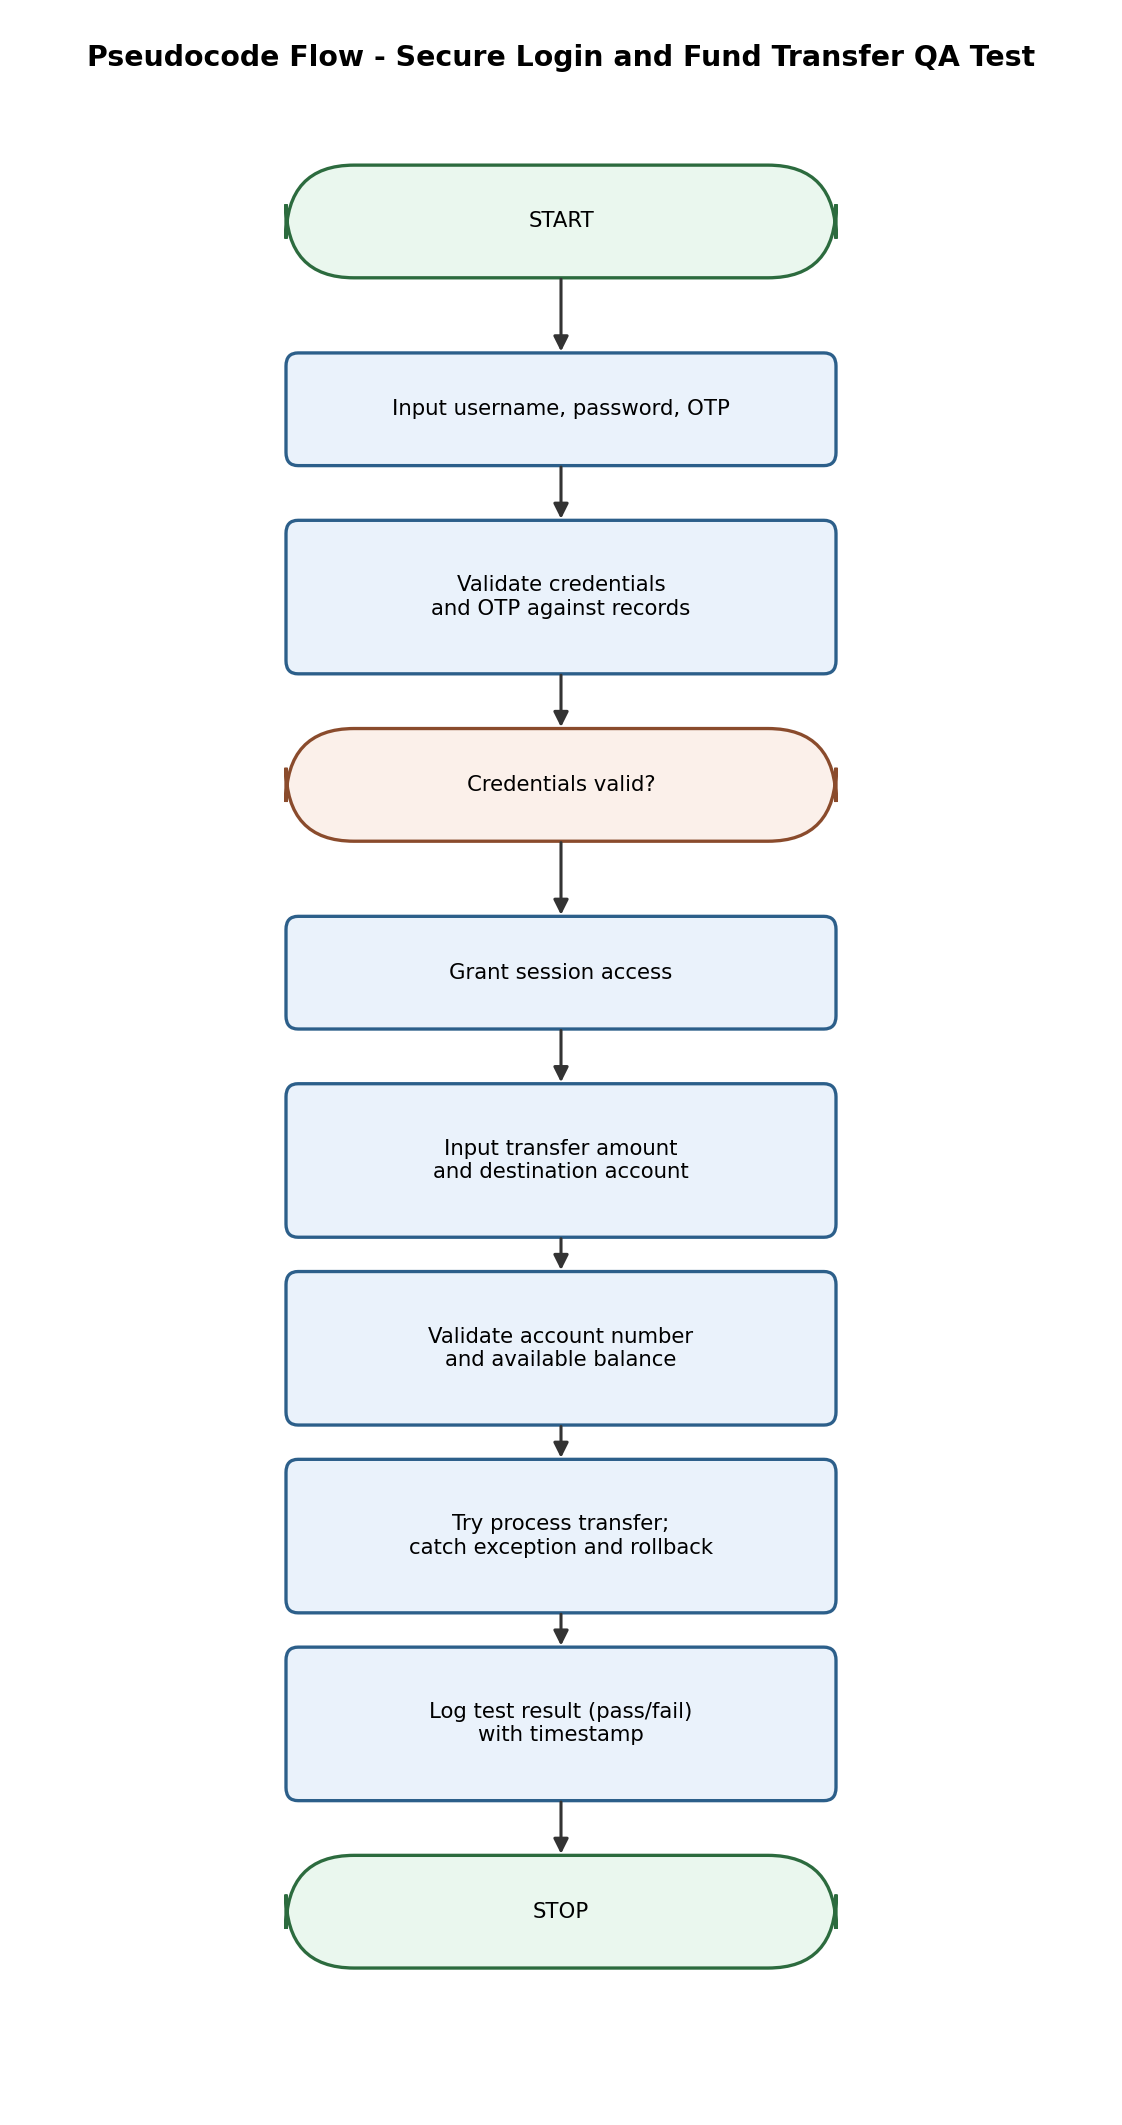 Pseudocode Flow - Secure Login and Fund Transfer QA Test
START
Input username, password, OTP
Validate credentials
and OTP against records
Credentials valid?
Grant session access
Input transfer amount
and destination account
Validate account number
and available balance
Try process transfer;
catch exception and rollback
Log test result (pass/fail)
with timestamp
STOP